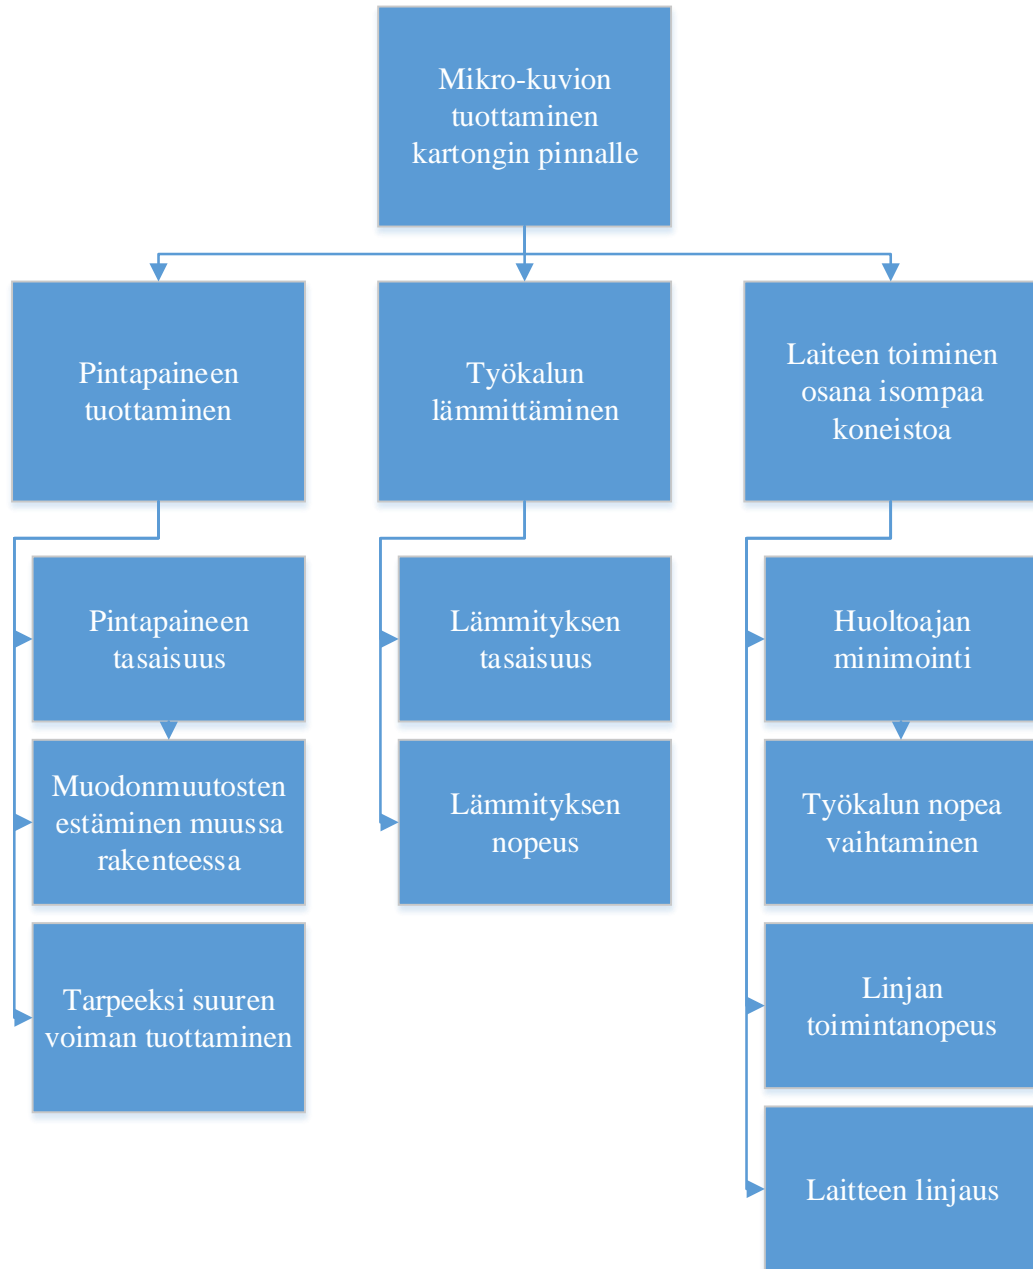 Mikro-kuvion
tuottaminen
kartongin pinnalle
Pintapaineen
tuottaminen
Työkalun
lämmittäminen
Laiteen toiminen
osana isompaa
koneistoa
Pintapaineen
tasaisuus
Lämmityksen
tasaisuus
Huoltoajan
minimointi
Muodonmuutosten
estäminen muussa
rakenteessa
Lämmityksen
nopeus
Työkalun nopea
vaihtaminen
Tarpeeksi suuren
voiman tuottaminen
Linjan
toimintanopeus
Laitteen linjaus